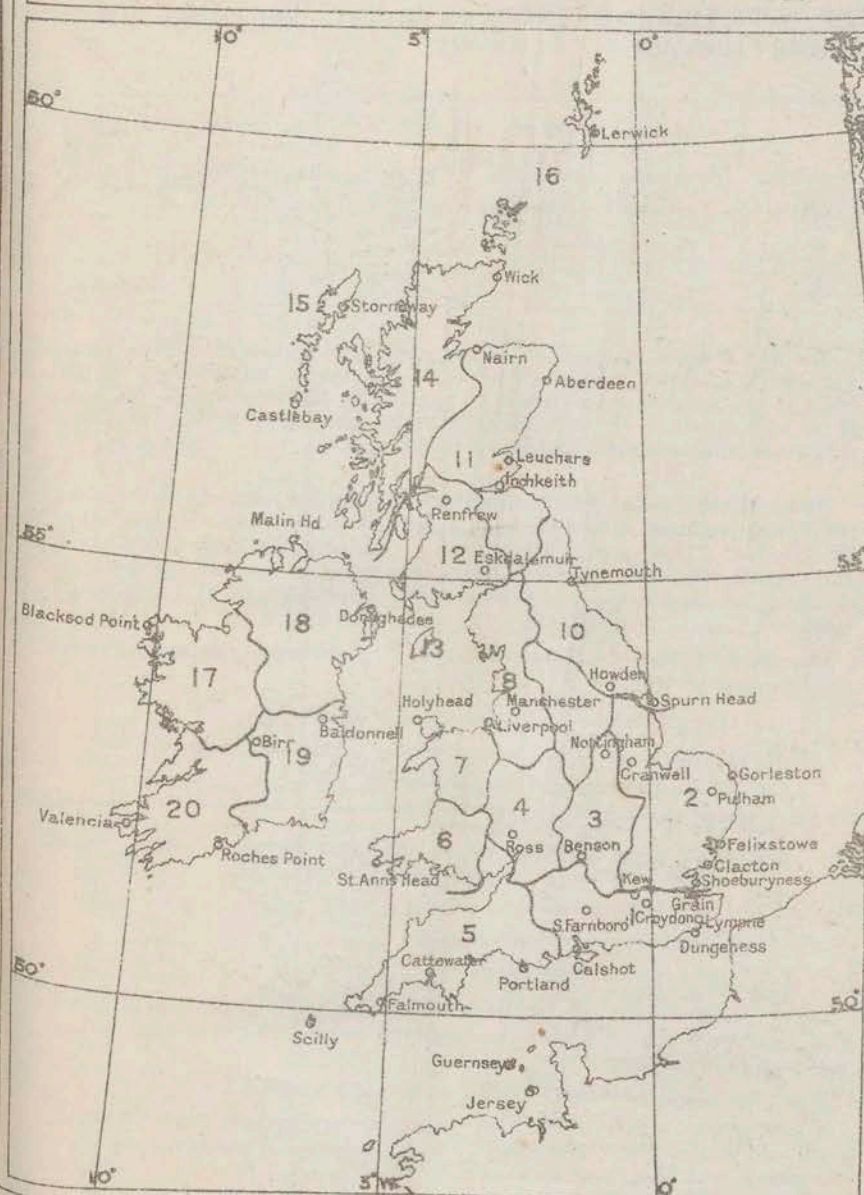 10°
5°
0°
5°
60°
Lerwick
16
Wick
15
Stornoway
Nairn
14
Aberdeen
Castlebay
11
Leuchars
Inchkeith
Renfrew
Malin Hd.
55°
12
Eskdalemuir
55°
Tynemouth
Blacksod Point
18
Donaghadee
10
13
17
Howden
8
Holyhead
Manchester
Spurn Head
Baldonnell
Liverpool
Birr
Nottingham
19
7
Cranwell
Gorleston
2
Pulham
20
4
3
Valencia
6
Ross
Benson
Felixstowe
Roches Point
Clacton
St. Anns Head
Kew
Shoeburyness
Grain
1
Croydon
Lympne
S. Farnboro'
5
Dungeness
Cattewater
Calshot
50°
Portland
Falmouth
50°
Scilly
Guernsey
Jersey
10°
5°W
0°